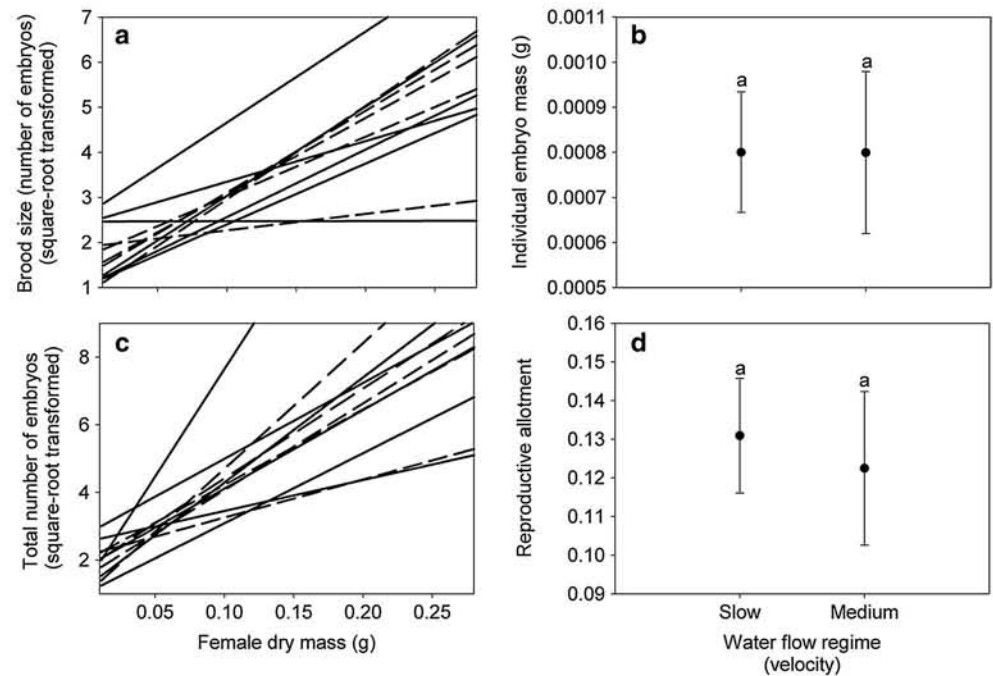 a
Brood size (number of embryos)
(square-root transformed)
7
6
5
4
3
2
1
b
Individual embryo mass (g)
0.0011
0.0010
0.0009
0.0008
0.0007
0.0006
0.0005
a
a
c
Total number of embryos
(square-root transformed)
8
6
4
2
0.05
0.10
0.15
0.20
0.25
Female dry mass (g)
d
Reproductive allotment
0.16
0.15
0.14
0.13
0.12
0.11
0.10
0.09
a
a
Slow
Medium
Water flow regime
(velocity)